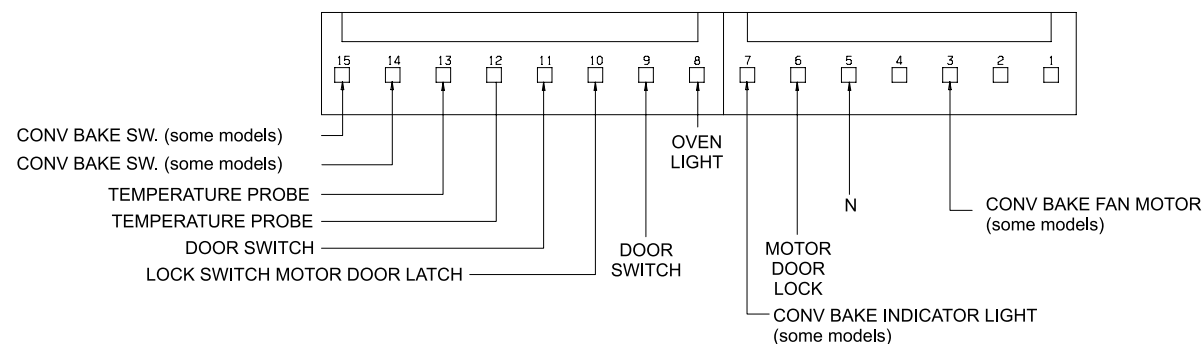 15 14 13 12 11 10 9 8 7 6 5 4 3 2 1
CONV BAKE SW. (some models)
CONV BAKE SW. (some models)
TEMPERATURE PROBE
TEMPERATURE PROBE
DOOR SWITCH
LOCK SWITCH MOTOR DOOR LATCH
DOOR
SWITCH
OVEN
LIGHT
MOTOR
DOOR
LOCK
N
CONV BAKE FAN MOTOR
(some models)
CONV BAKE INDICATOR LIGHT
(some models)